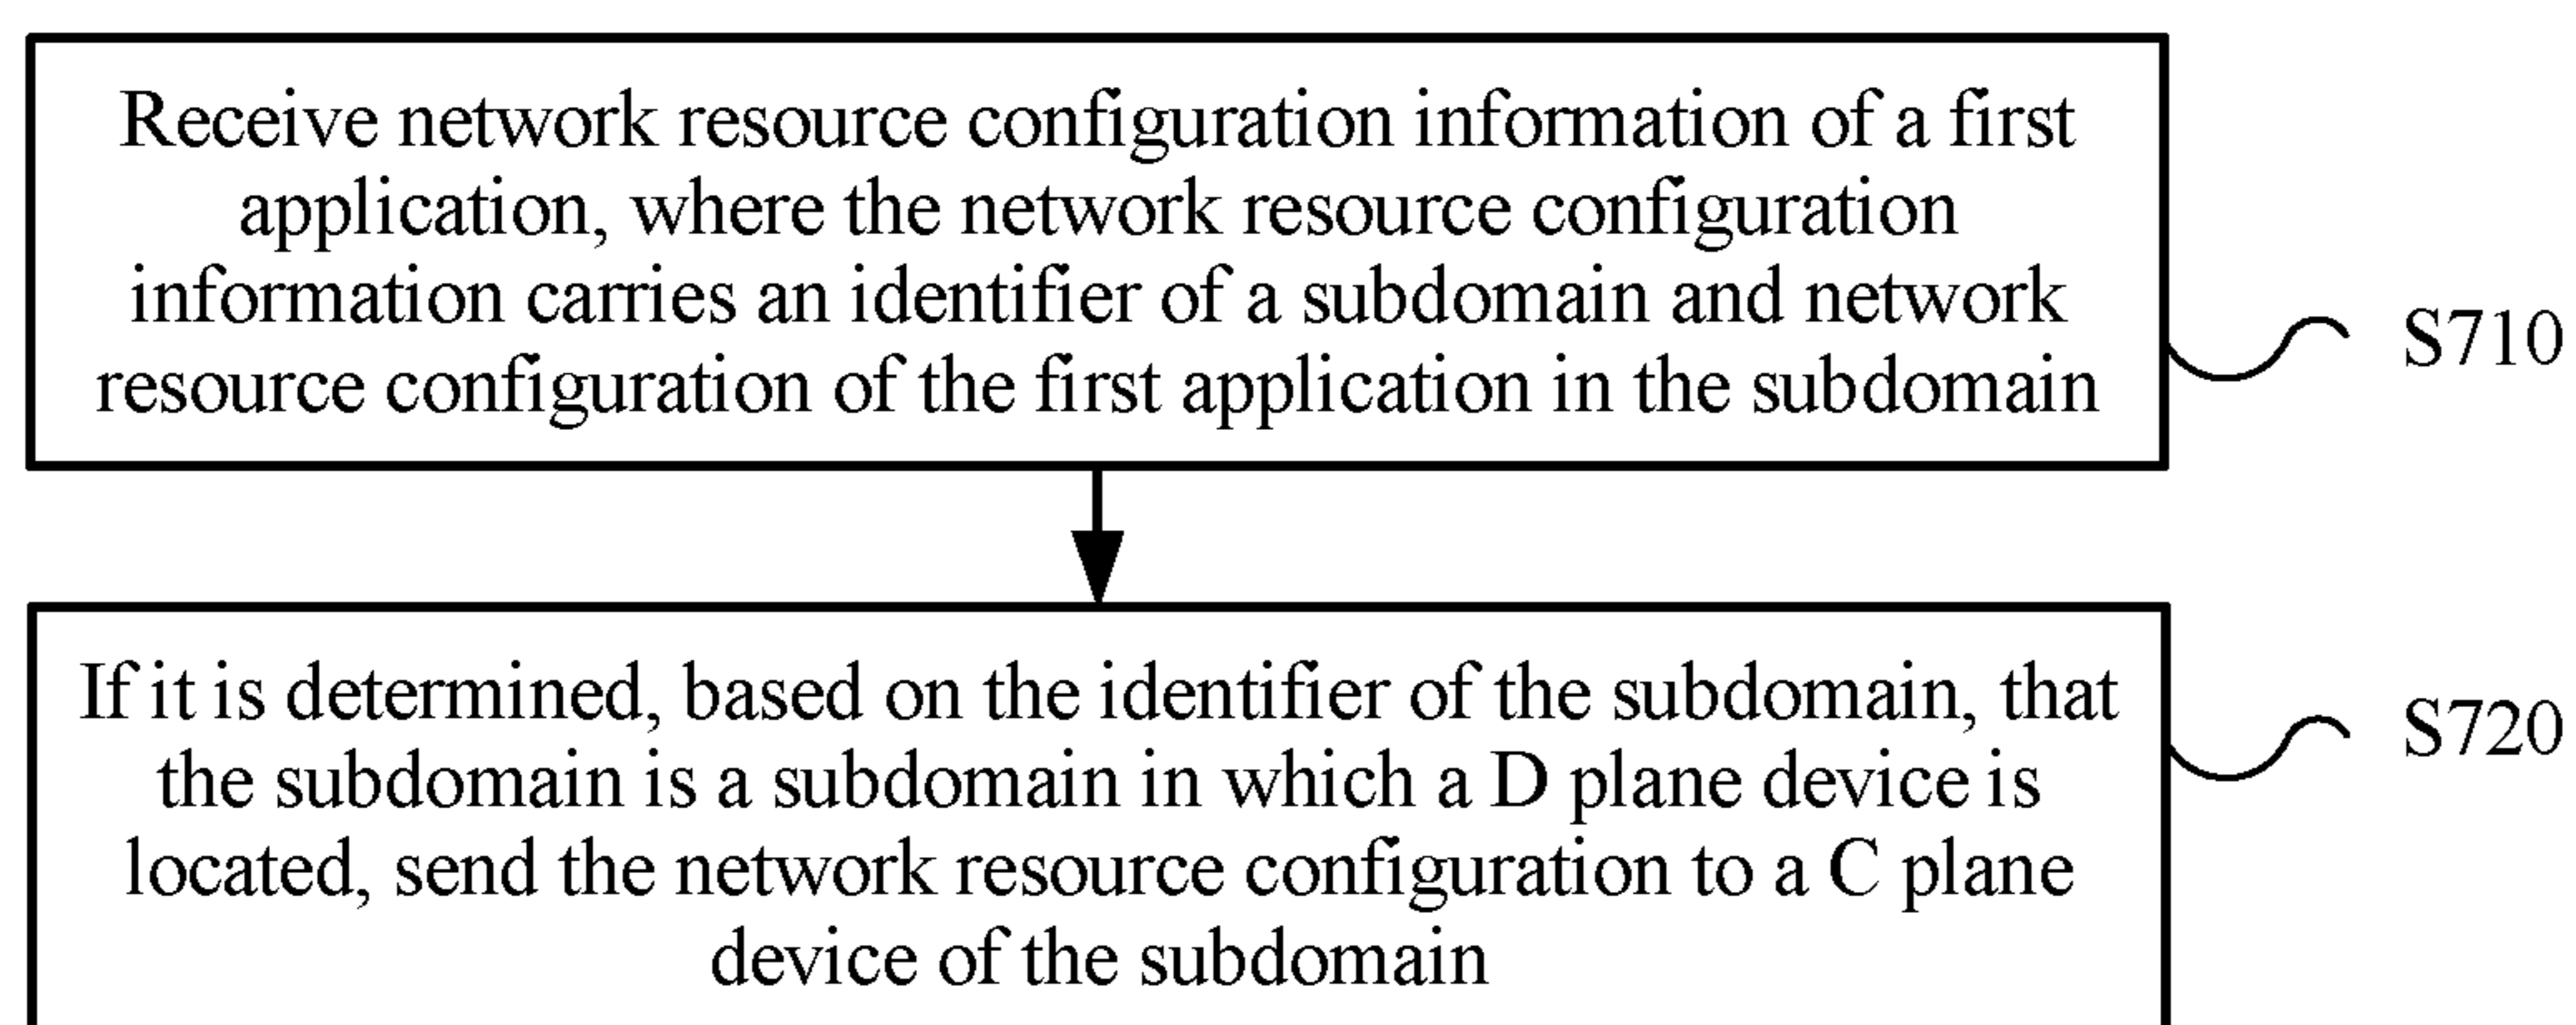 Receive network resource configuration information of a first
application, where the network resource configuration
information carries an identifier of a subdomain and network
resource configuration of the first application in the subdomain
S710
If it is determined, based on the identifier of the subdomain, that
the subdomain is a subdomain in which a D plane device is
located, send the network resource configuration to a C plane
device of the subdomain
S720